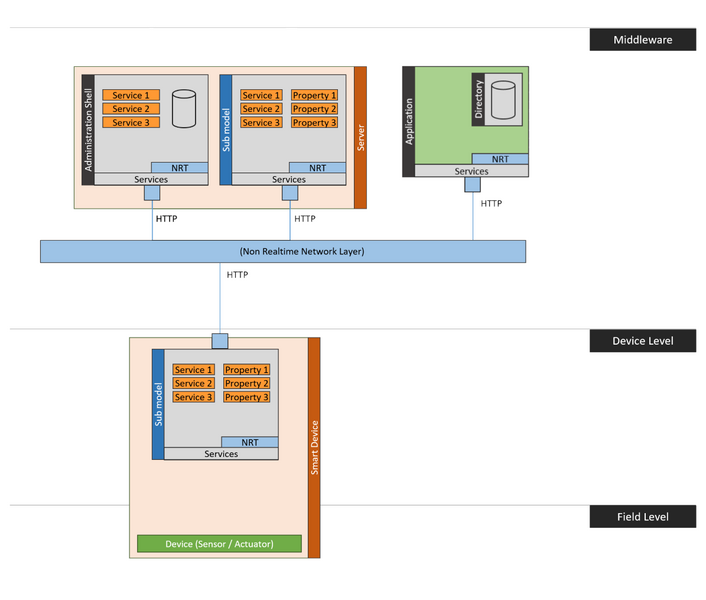 Middleware
Administration Shell
Service 1
Service 2
Service 3
NRT
Services
Sub model
Service 1 Property 1
Service 2 Property 2
Service 3 Property 3
NRT
Services
Server
Application
Directory
NRT
Services
HTTP
HTTP
HTTP
(Non Realtime Network Layer)
HTTP
Device Level
Sub model
Service 1 Property 1
Service 2 Property 2
Service 3 Property 3
NRT
Services
Smart Device
Field Level
Device (Sensor / Actuator)